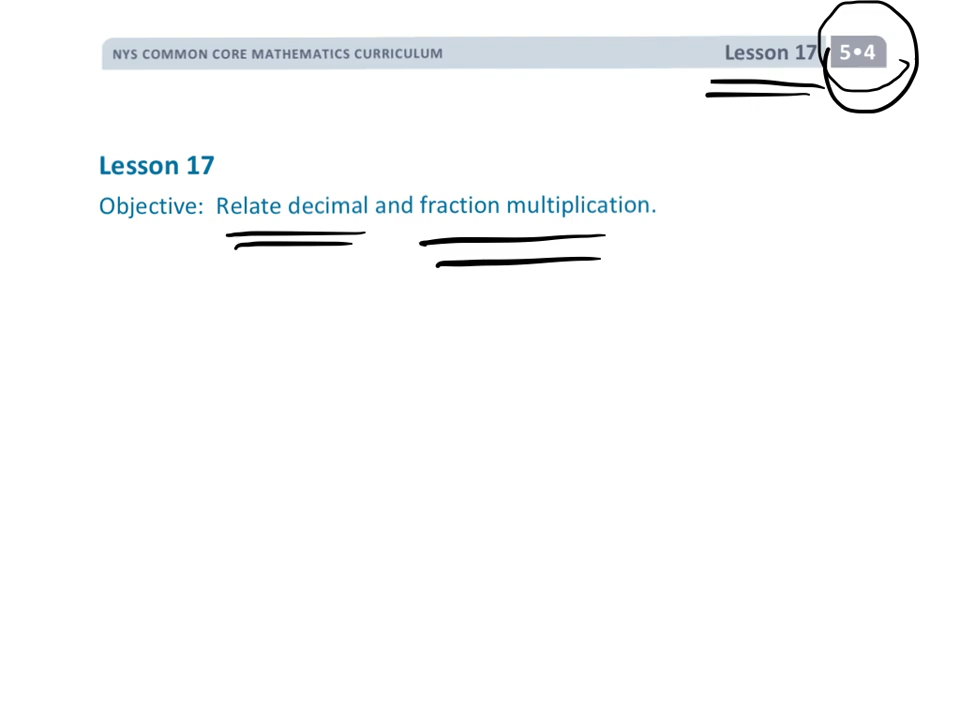 NYS COMMON CORE MATHEMATICS CURRICULUM Lesson 17 5•4
Lesson 17
Objective: Relate decimal and fraction multiplication.